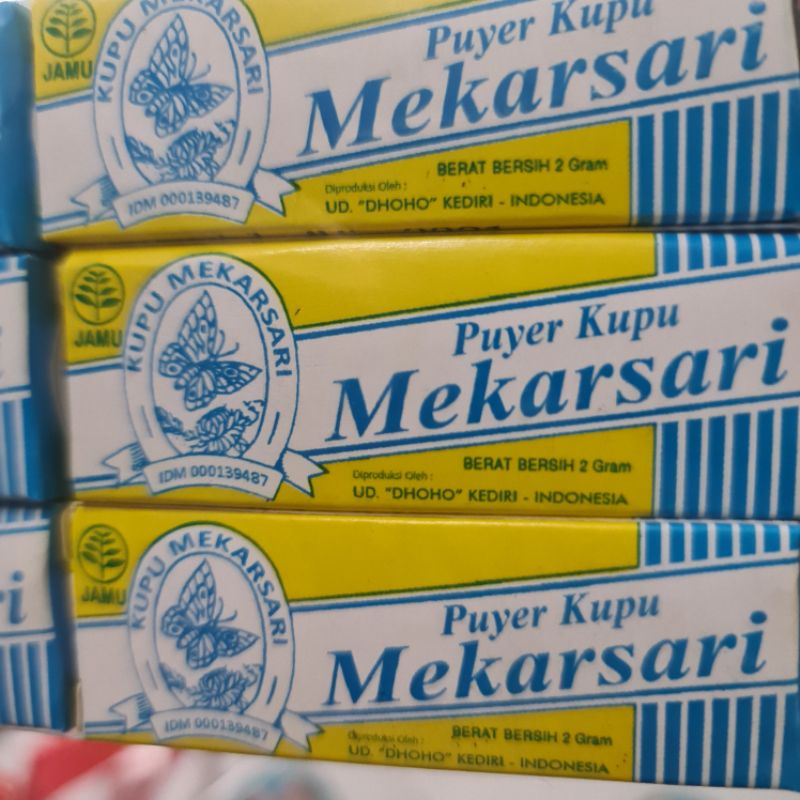 JAMU
KUPU MEKARSARI
IDM 000139487
Puyer Kupu
Mekarsari
BERAT BERSIH 2 Gram
Diproduksi Oleh :
UD. "DHOHO" KEDIRI - INDONESIA
JAMU
KUPU MEKARSARI
IDM 000139487
Puyer Kupu
Mekarsari
BERAT BERSIH 2 Gram
Diproduksi Oleh :
UD. "DHOHO" KEDIRI - INDONESIA
JAMU
KUPU MEKARSARI
IDM 000139487
Puyer Kupu
Mekarsari
BERAT BERSIH 2 Gram
Diproduksi Oleh :
UD. "DHOHO" KEDIRI - INDONESIA
ri